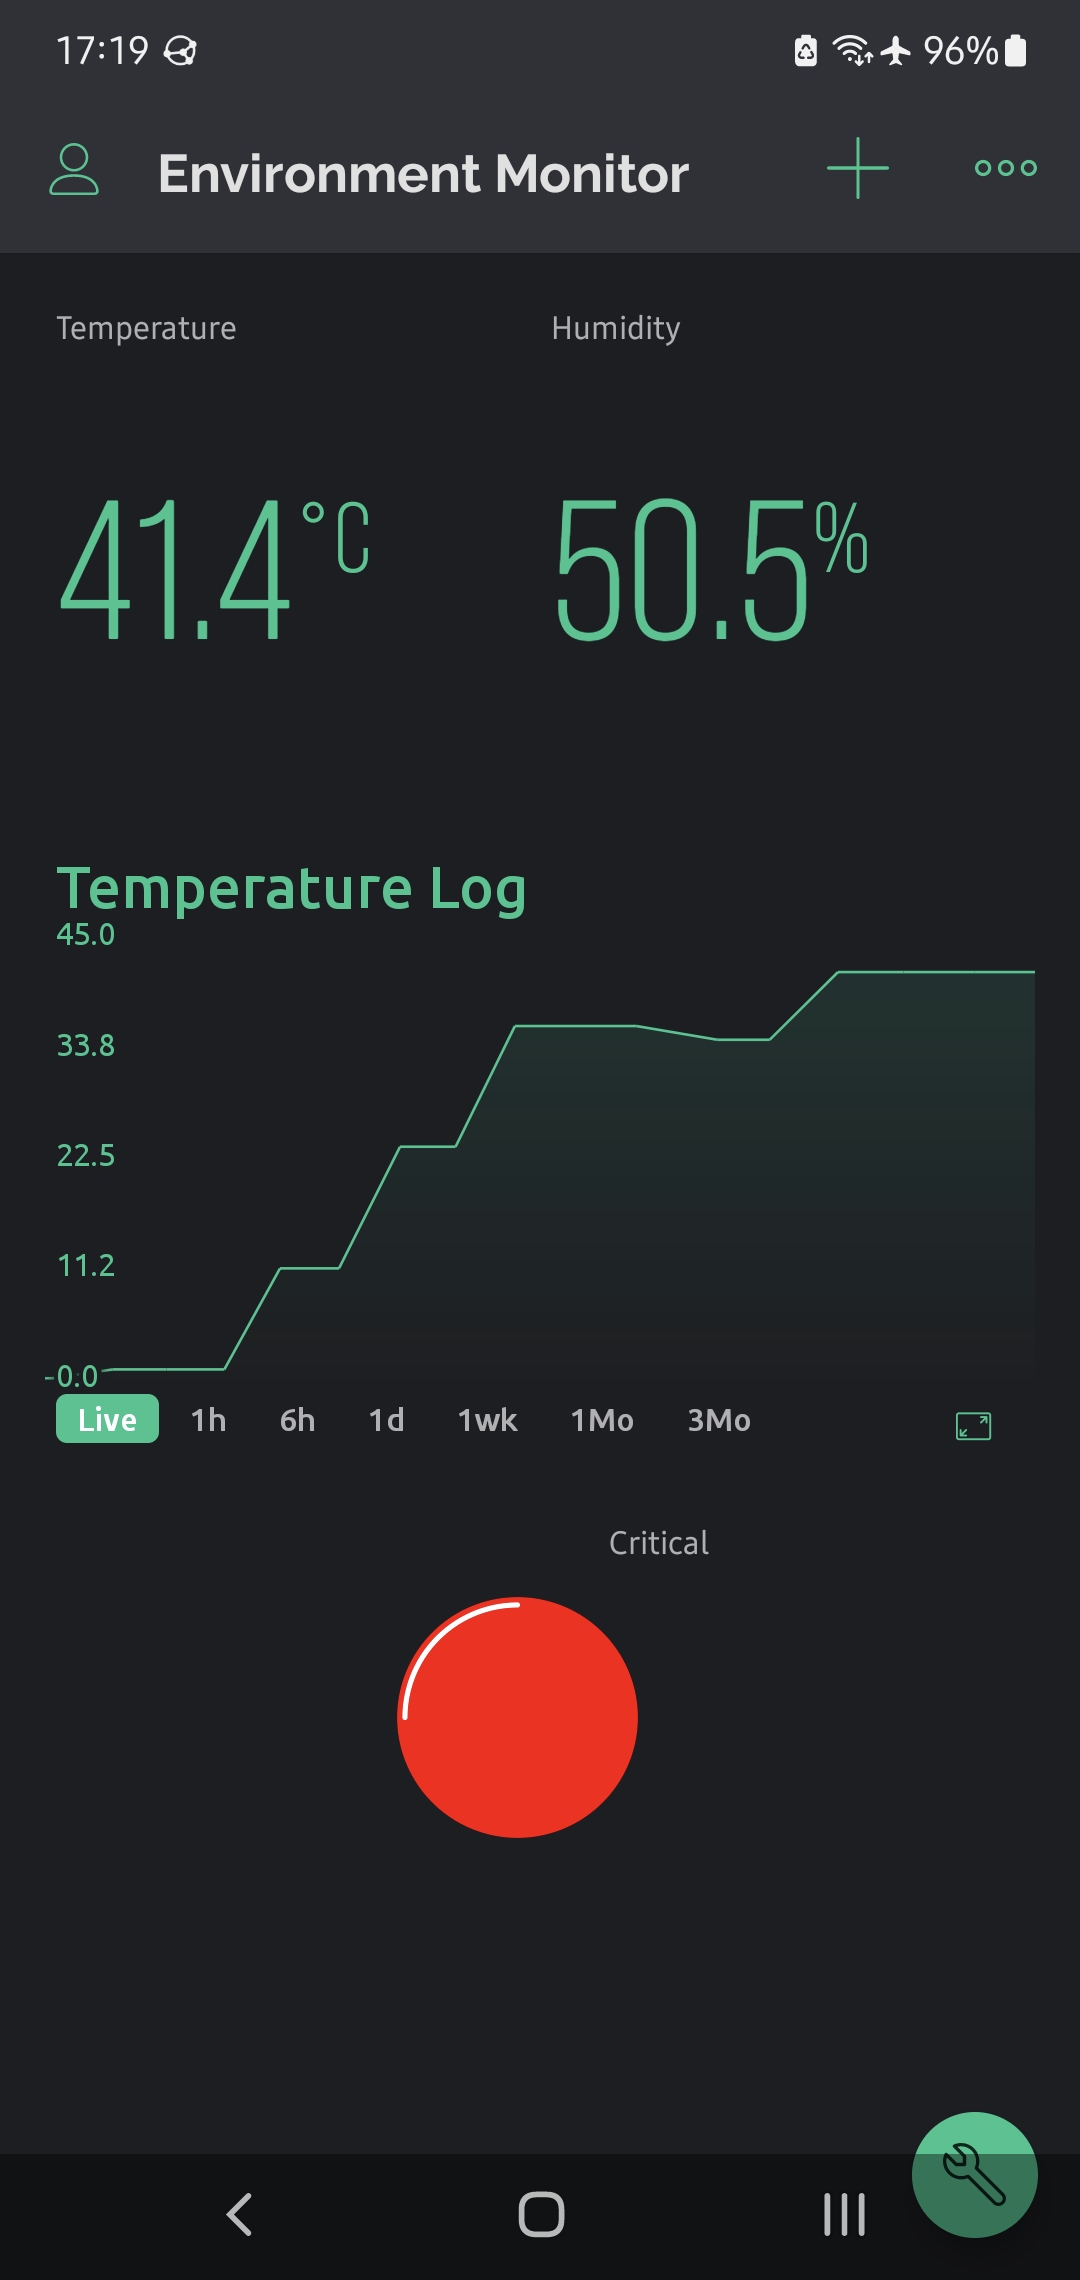 17:19 96%
Environment Monitor
Temperature Humidity
41.4°C 50.5%
Temperature Log
45.0
33.8
22.5
11.2
-0.0
Live 1h 6h 1d 1wk 1Mo 3Mo
Critical